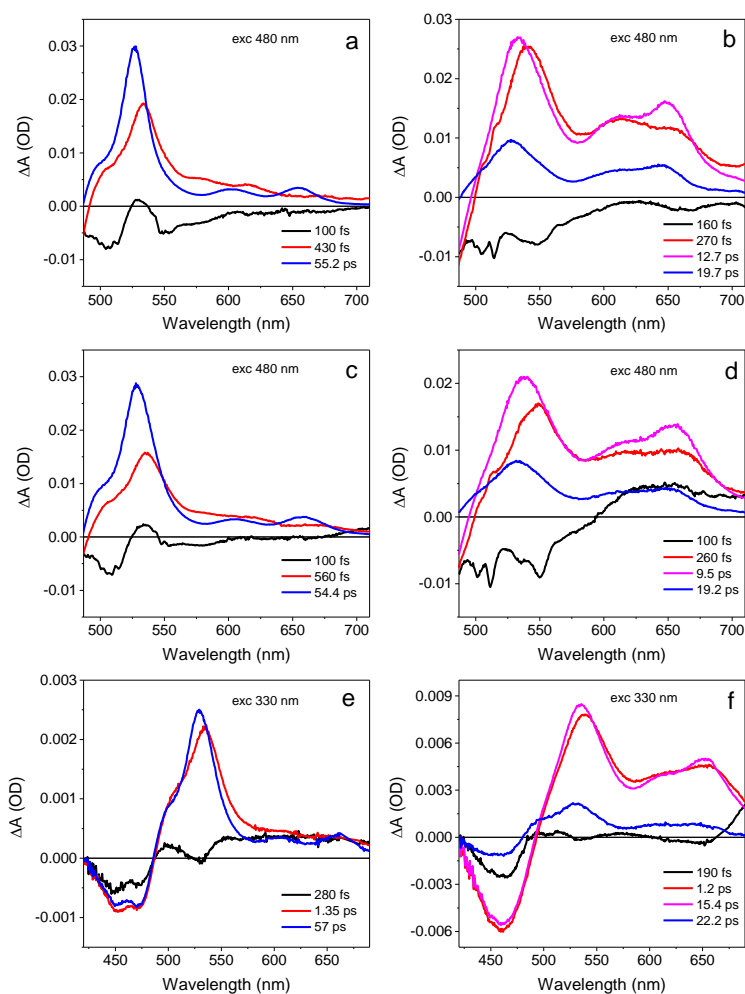 exc 480 nm a
0.03
0.02
0.01
0.00
-0.01
ΔA (OD)
100 fs
430 fs
55.2 ps
500 550 600 650 700
Wavelength (nm)
exc 480 nm b
0.03
0.02
0.01
0.00
-0.01
ΔA (OD)
160 fs
270 fs
12.7 ps
19.7 ps
500 550 600 650 700
Wavelength (nm)
exc 480 nm c
0.03
0.02
0.01
0.00
-0.01
ΔA (OD)
100 fs
560 fs
54.4 ps
500 550 600 650 700
Wavelength (nm)
exc 480 nm d
0.02
0.01
0.00
-0.01
ΔA (OD)
100 fs
260 fs
9.5 ps
19.2 ps
500 550 600 650 700
Wavelength (nm)
exc 330 nm e
0.003
0.002
0.001
0.000
-0.001
ΔA (OD)
280 fs
1.35 ps
57 ps
450 500 550 600 650
Wavelength (nm)
exc 330 nm f
0.009
0.006
0.003
0.000
-0.003
-0.006
ΔA (OD)
190 fs
1.2 ps
15.4 ps
22.2 ps
450 500 550 600 650
Wavelength (nm)